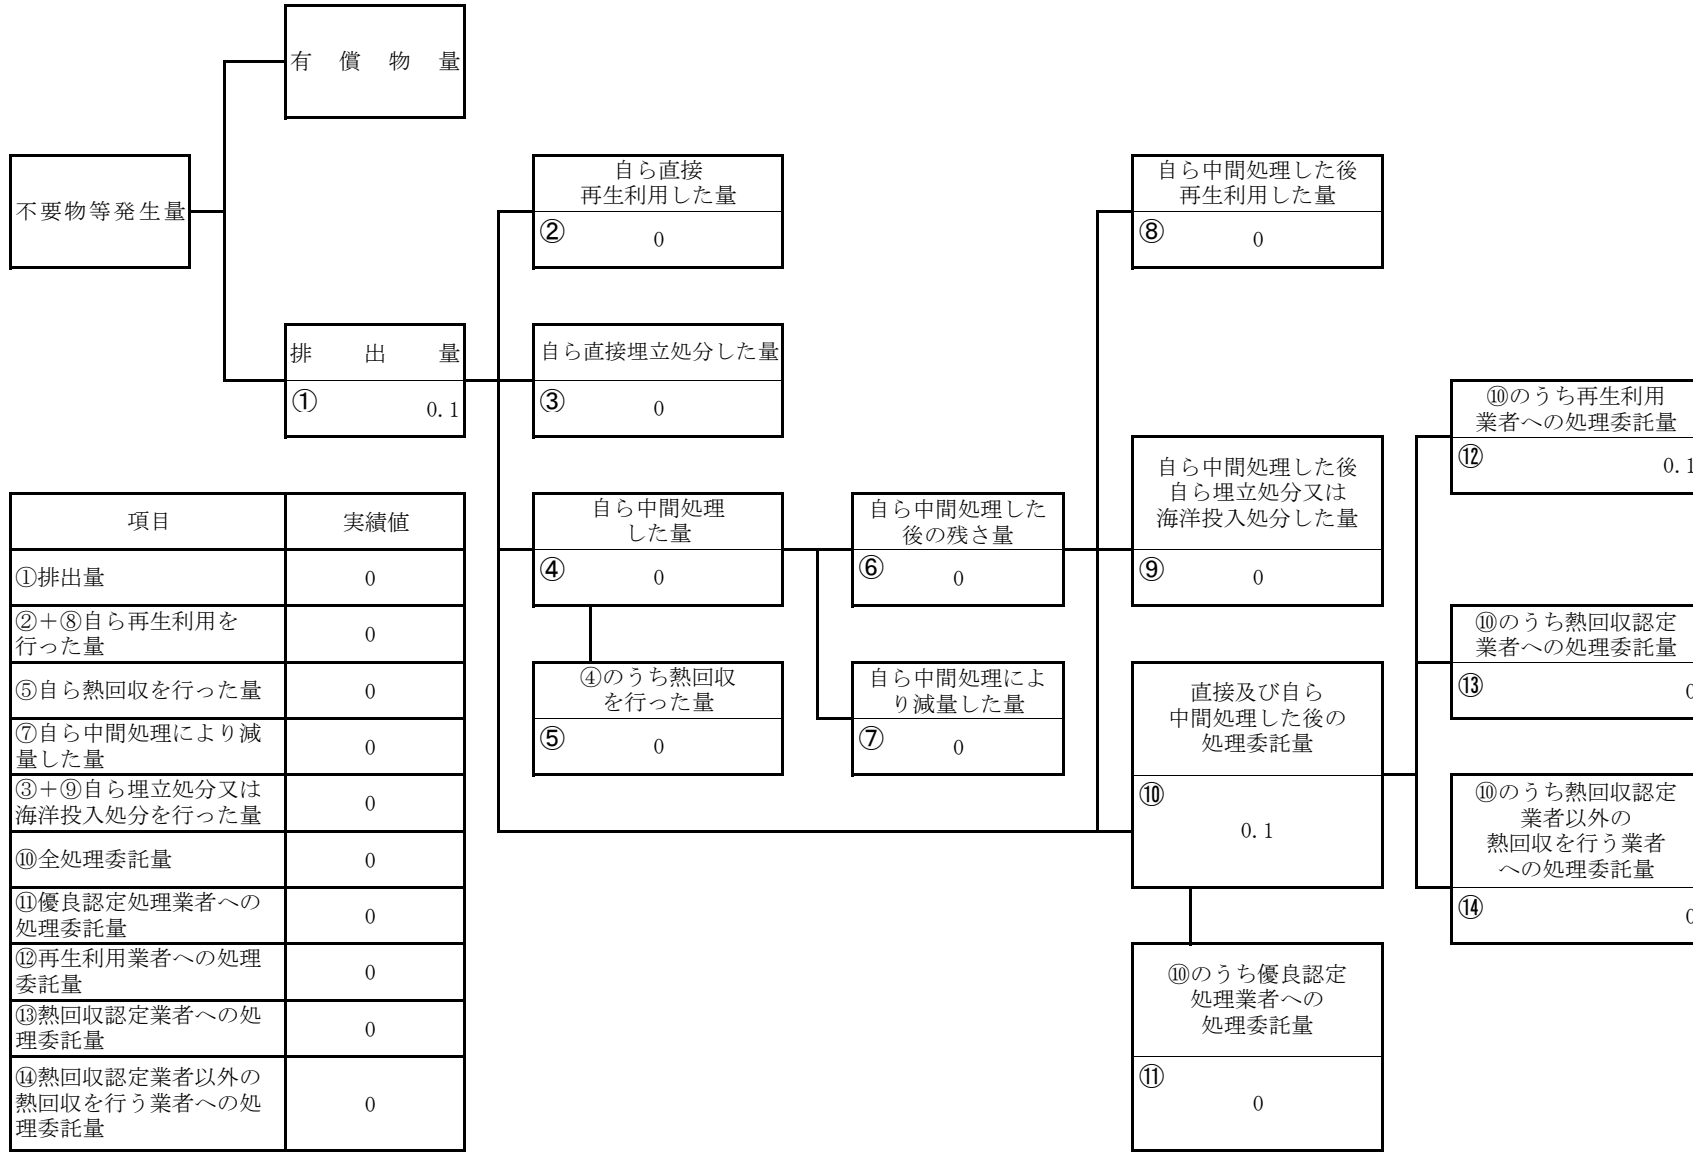 有償物量
不要物等発生量
排出量
① 0.1
自ら直接
再生利用した量
② 0
自ら直接埋立処分した量
③ 0
自ら中間処理
した量
④ 0
④のうち熱回収
を行った量
⑤ 0
自ら中間処理した
後の残さ量
⑥ 0
自ら中間処理によ
り減量した量
⑦ 0
自ら中間処理した後
再生利用した量
⑧ 0
自ら中間処理した後
自ら埋立処分又は
海洋投入処分した量
⑨ 0
直接及び自ら
中間処理した後の
処理委託量
⑩
0.1
⑩のうち優良認定
処理業者への
処理委託量
⑪
0
⑩のうち再生利用
業者への処理委託量
⑫ 0.1
⑩のうち熱回収認定
業者への処理委託量
⑬ 0
⑩のうち熱回収認定
業者以外の
熱回収を行う業者
への処理委託量
⑭ 0
項目 実績値
①排出量 0
②+⑧自ら再生利用を
行った量 0
⑤自ら熱回収を行った量 0
⑦自ら中間処理により減
量した量 0
③+⑨自ら埋立処分又は
海洋投入処分を行った量 0
⑩全処理委託量 0
⑪優良認定処理業者への
処理委託量 0
⑫再生利用業者への処理
委託量 0
⑬熱回収認定業者への処
理委託量 0
⑭熱回収認定業者以外の
熱回収を行う業者への処
理委託量 0